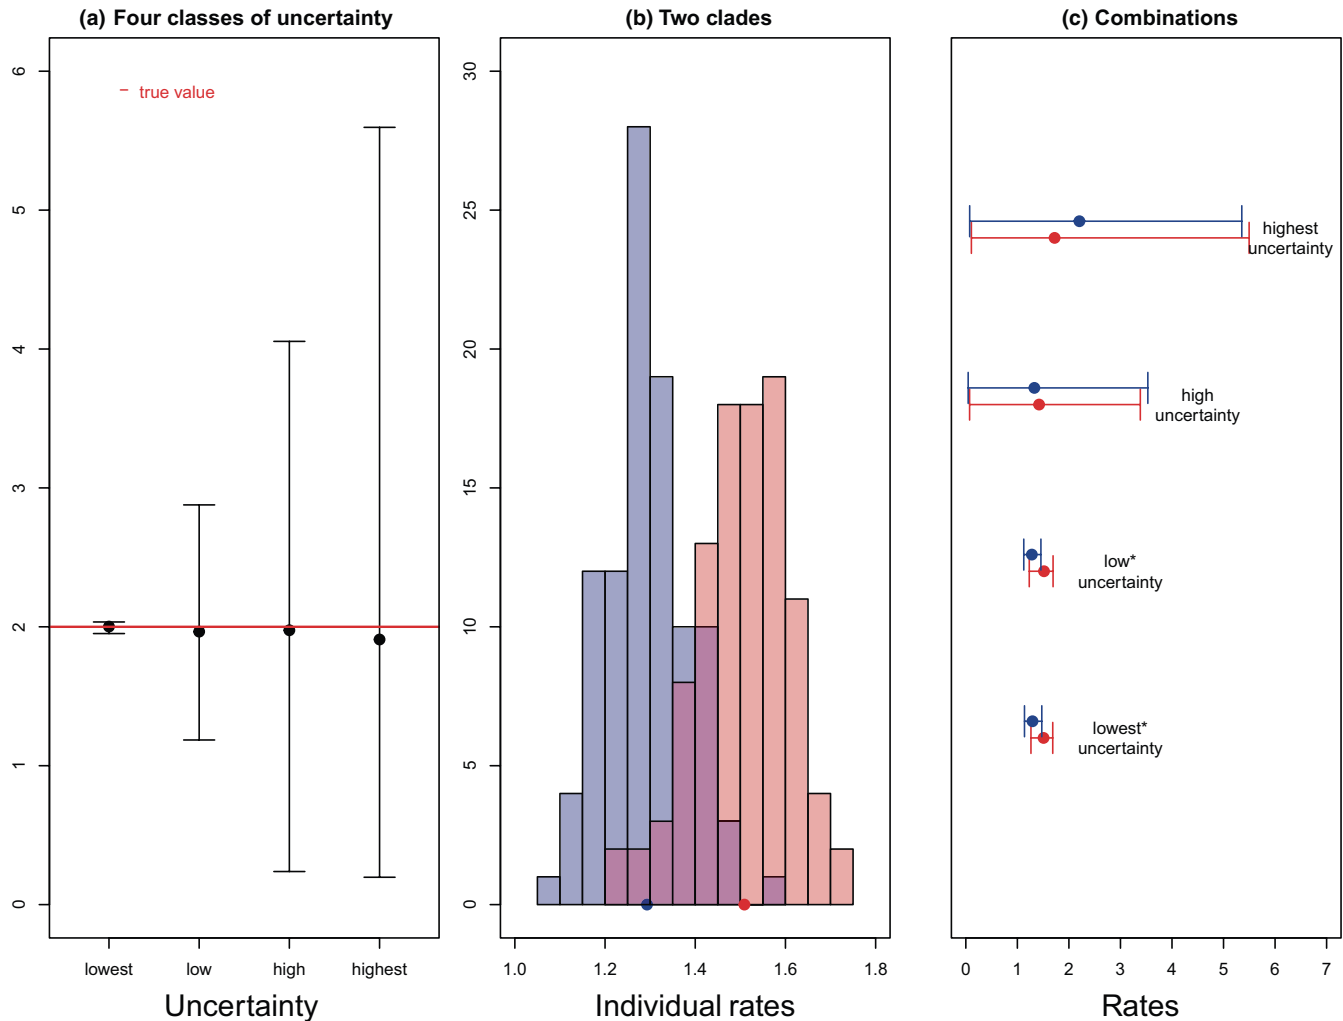 (a) Four classes of uncertainty
6
5
4
3
2
1
0
true value
lowest
low
high
highest
Uncertainty
(b) Two clades
30
25
20
15
10
5
0
1.0
1.2
1.4
1.6
1.8
Individual rates
(c) Combinations
highest
uncertainty
high
uncertainty
low*
uncertainty
lowest*
uncertainty
0
1
2
3
4
5
6
7
Rates